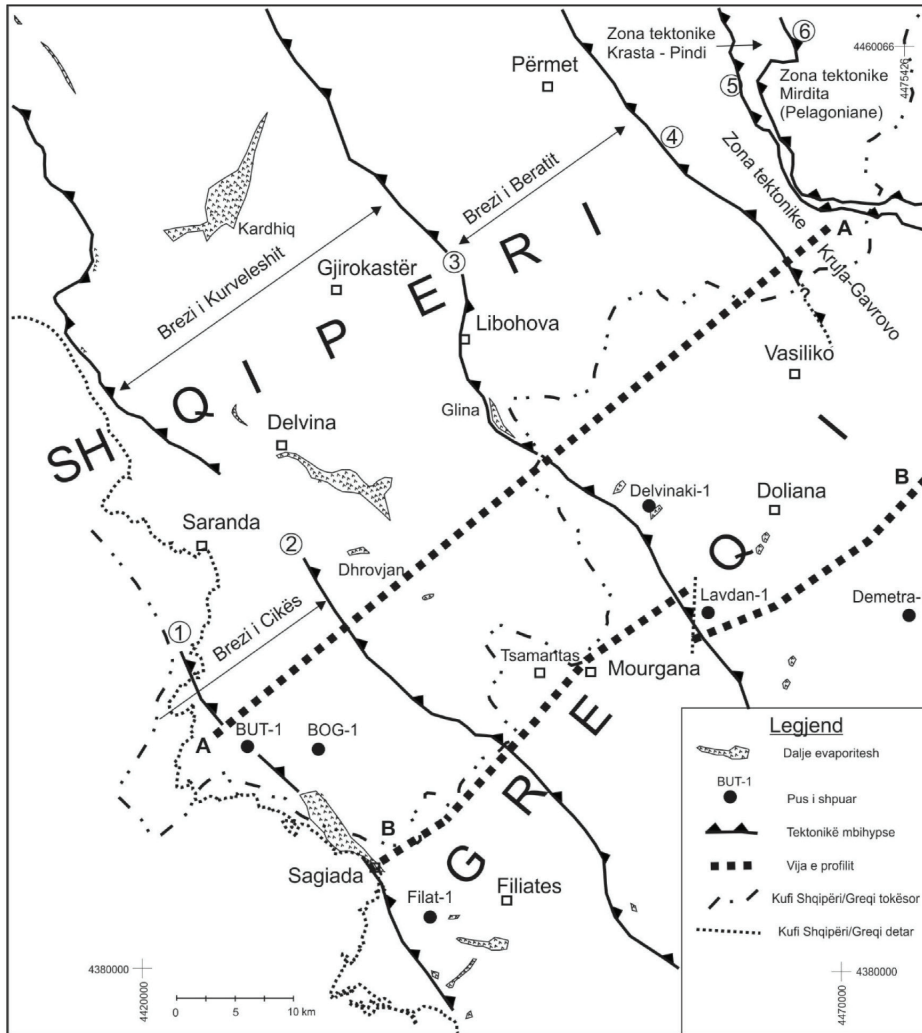 Zona tektonike
Krasta - Pindi
6
4460066
4475426
Përmet
5
Zona tektonike
Mirdita
(Pelagoniane)
4
Zona tektonike
Kruja-Gavrovo
Brezi i Beratit
Kardhiq
Brezi i Kurveleshit
A
Gjirokastër
3
SHQIPERI
?
Libohova
Vasiliko
Glina
Delvina
B
Delvinaki-1
Doliana
Saranda
2
Dhrovjan
Lavdan-1
Demetra-
1
Brezi i Cikës
Tsamantas
Mourgana
A
BUT-1
BOG-1
GREQ
B
Sagiada
Filat-1
Filiates
Legjend
Dalje evaporitesh
BUT-1
Pus i shpuar
Tektonikë mbihypse
Vija e profilit
Kufi Shqipëri/Greqi tokësor
Kufi Shqipëri/Greqi detar
4380000
4420000
0 5 10 km
4380000
4470000